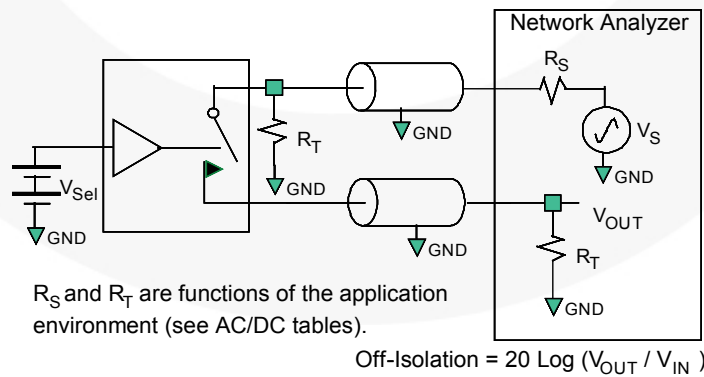 Network Analyzer
R_S
R_T
GND
V_S
GND
V_Sel
GND
GND
GND
V_OUT
R_T
GND
R_S and R_T are functions of the application
environment (see AC/DC tables).
Off-Isolation = 20 Log (V_OUT / V_IN )